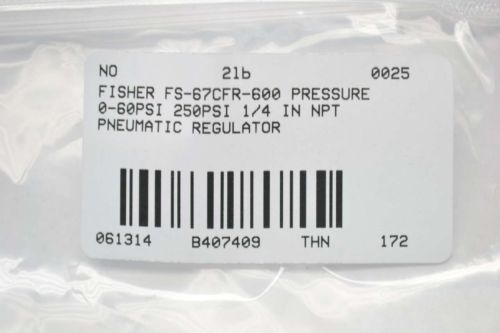 NO 2lb 0025
FISHER FS-67CFR-600 PRESSURE
0-60PSI 250PSI 1/4 IN NPT
PNEUMATIC REGULATOR
061314 B407409 THN 172